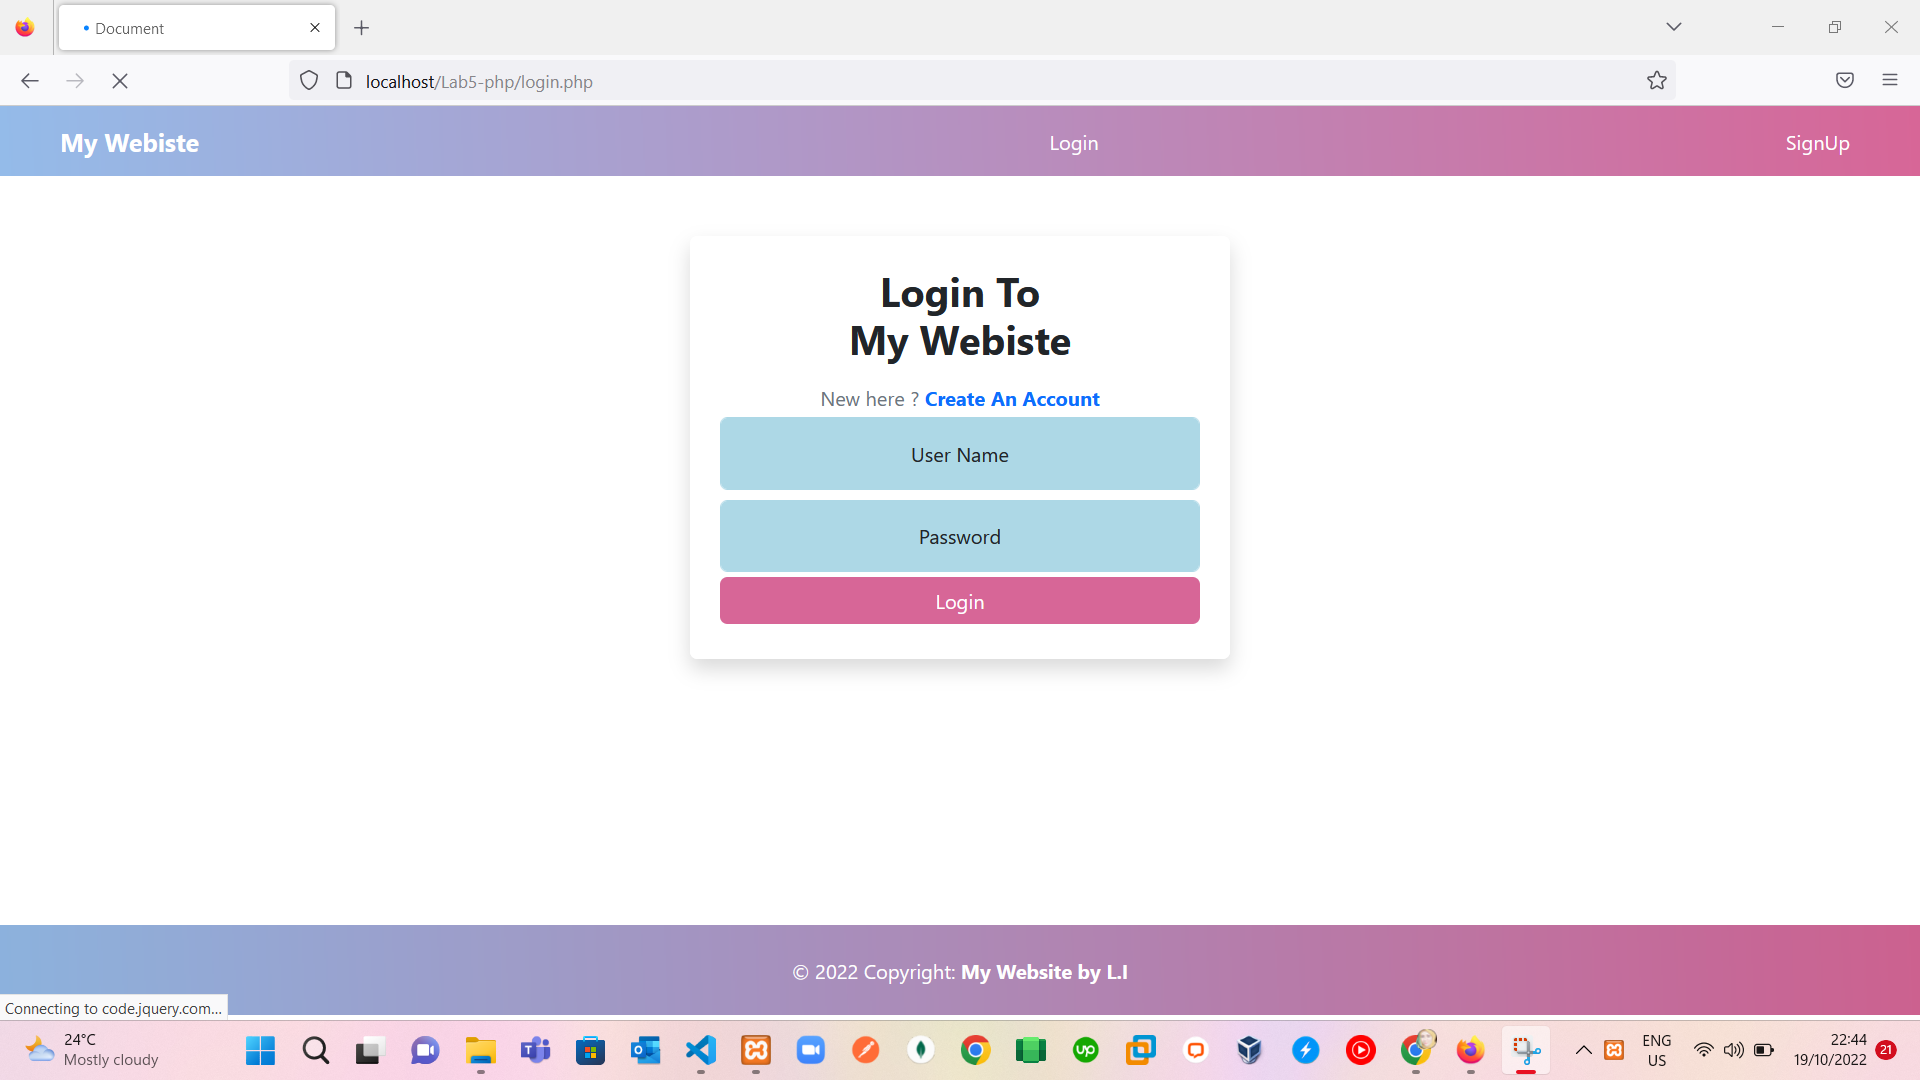 Document
localhost/Lab5-php/login.php
My Webiste
Login
SignUp
Login To
My Webiste
New here ? Create An Account
User Name
Password
Login
© 2022 Copyright: My Website by L.I
Connecting to code.jquery.com...
24°C
Mostly cloudy
up
ENG
US
22:44
19/10/2022
21